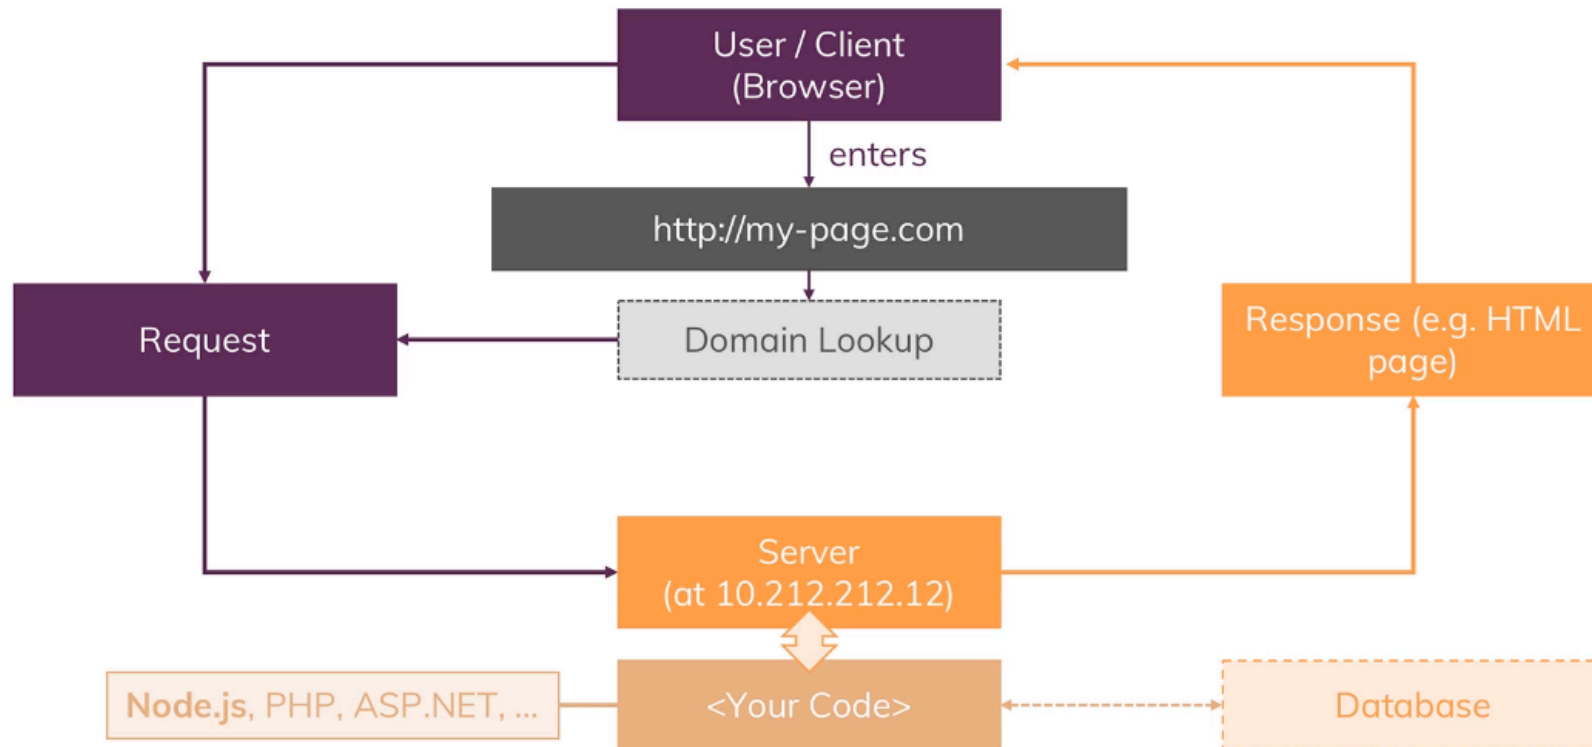 User / Client
(Browser)
enters
http://my-page.com
Request
Domain Lookup
Response (e.g. HTML
page)
Server
(at 10.212.212.12)
Node.js, PHP, ASP.NET, ...
<Your Code>
Database